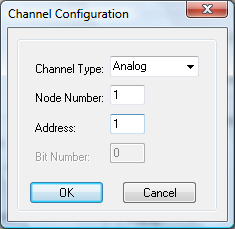 Channel Configuration
Channel Type: Analog
Node Number: 1
Address: 1
Bit Number: 0
OK Cancel